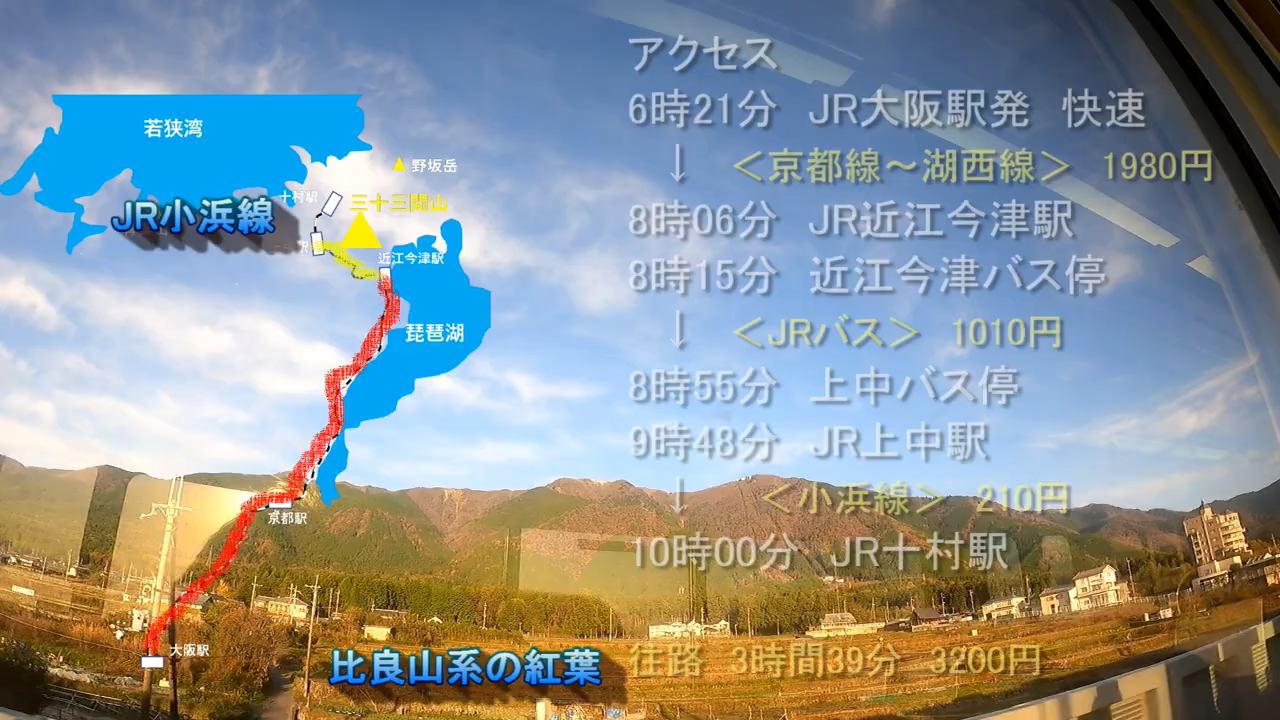 アクセス
6時21分 JR大阪駅発 快速
↓ ＜京都線～湖西線＞ 1980円
8時06分 JR近江今津駅
8時15分 近江今津バス停
↓ ＜JRバス＞ 1010円
8時55分 上中バス停
9時48分 JR上中駅
↓ ＜小浜線＞ 210円
10時00分 JR十村駅
往路 3時間39分 3200円
若狭湾
野坂岳
十村駅
三十三間山
JR小浜線
駅
近江今津駅
琵琶湖
京都駅
大阪駅
比良山系の紅葉